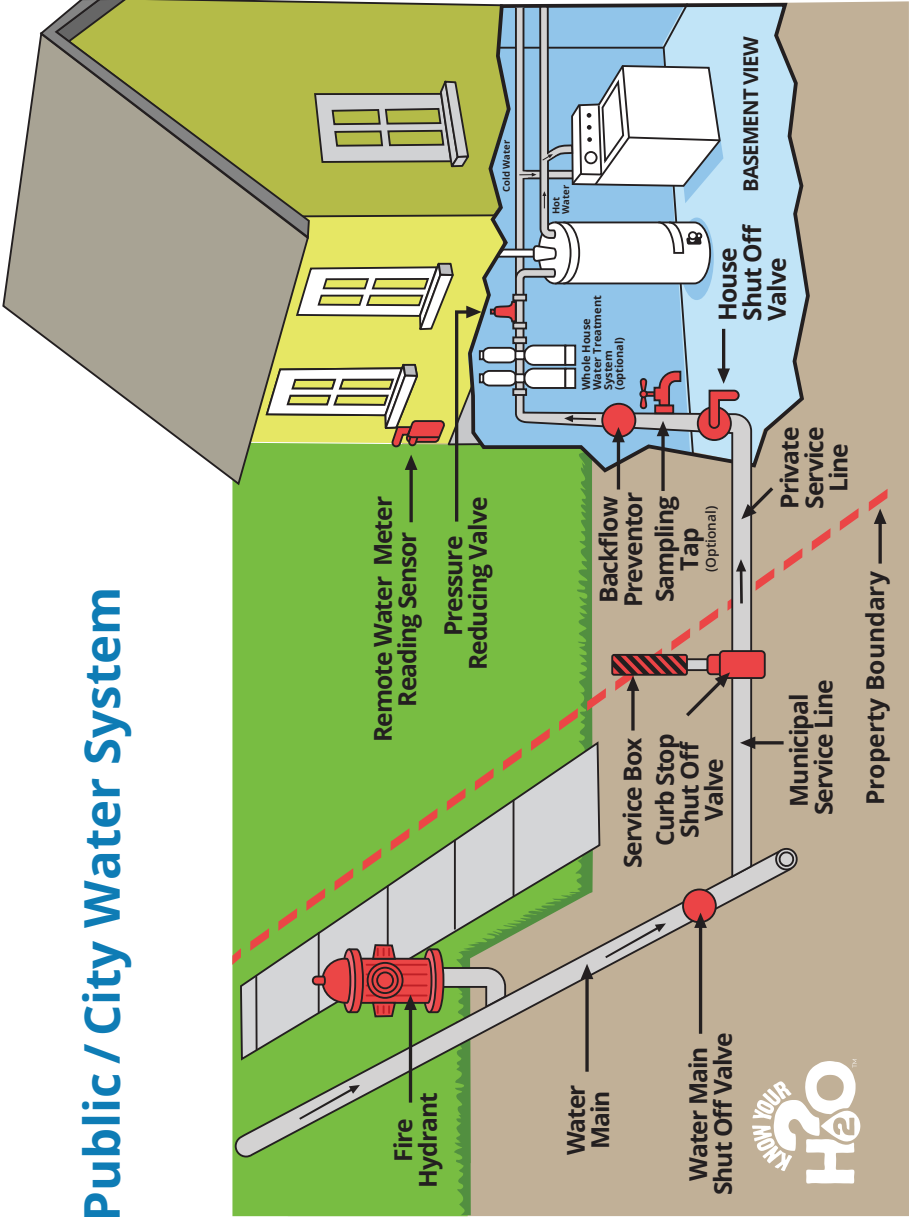 Public / City Water System
Remote Water Meter
Reading Sensor
Pressure
Reducing Valve
Fire
Hydrant
Water
Main
Water Main
Shut Off Valve
Service Box
Curb Stop
Shut Off
Valve
Municipal
Service Line
Property Boundary
Backflow
Preventor
Sampling
Tap
(Optional)
Private
Service
Line
House
Shut Off
Valve
Whole House
Water Treatment
System
(optional)
Cold Water
Hot
Water
BASEMENT VIEW
KNOW YOUR
H2O
TM